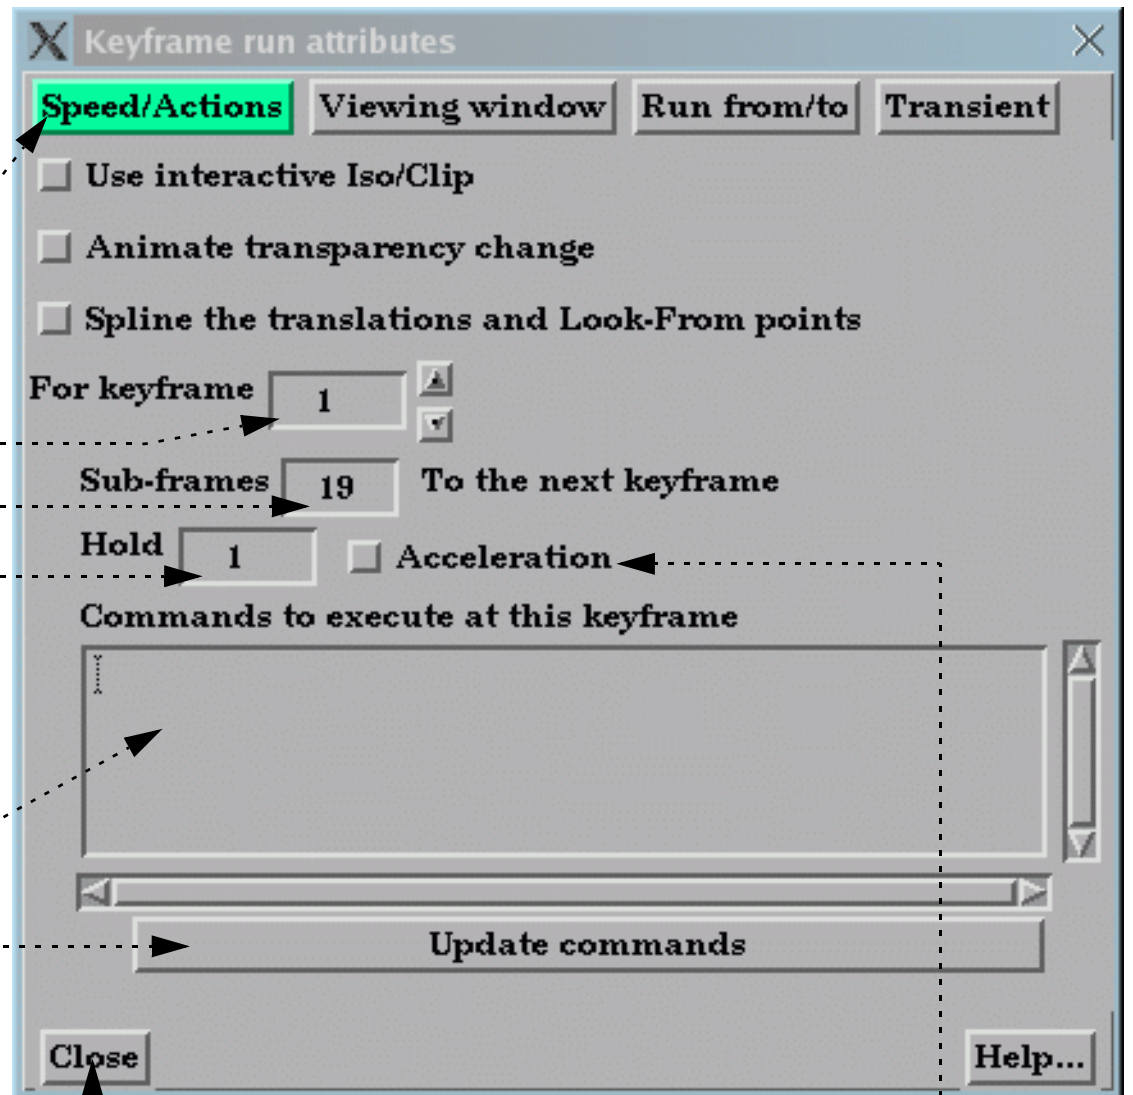 X Keyframe run attributes
Speed/Actions Viewing window Run from/to Transient
Use interactive Iso/Clip
Animate transparency change
Spline the translations and Look-From points
For keyframe 1
Sub-frames 19 To the next keyframe
Hold 1 Acceleration
Commands to execute at this keyframe
Update commands
Close Help...